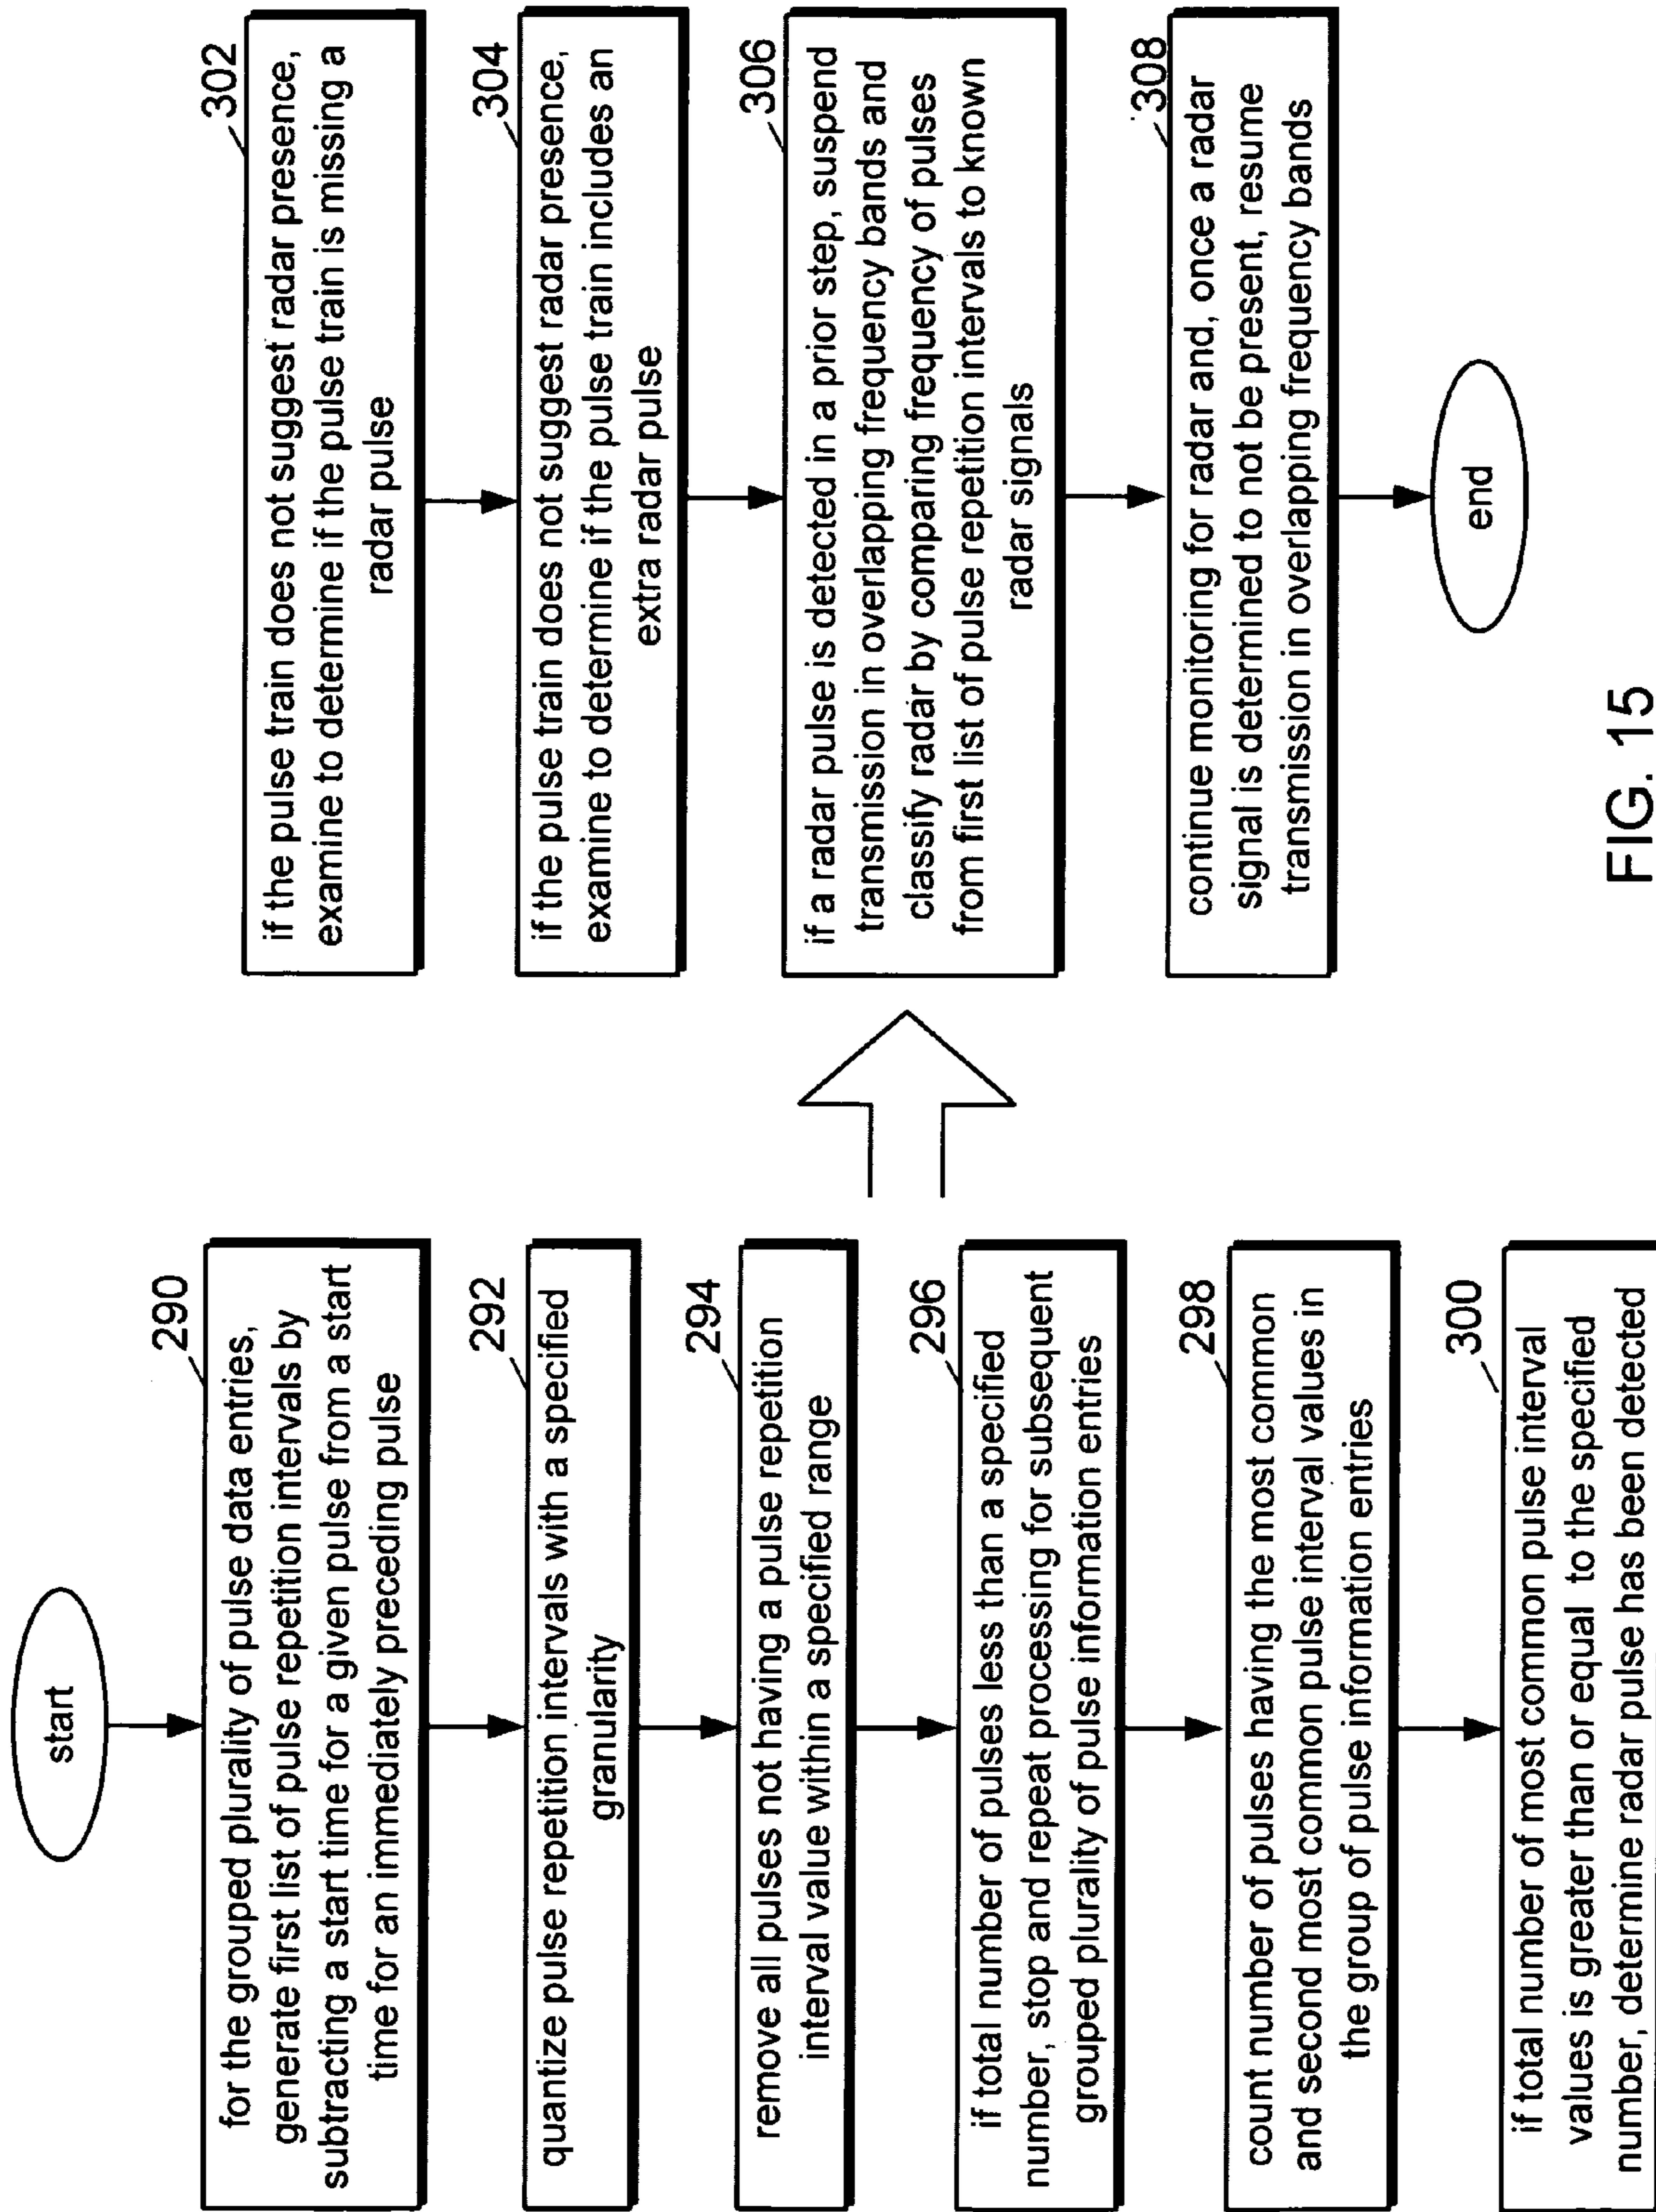 start
290
for the grouped plurality of pulse data entries,
generate first list of pulse repetition intervals by
subtracting a start time for a given pulse from a start
time for an immediately preceding pulse
292
quantize pulse repetition intervals with a specified
granularity
294
remove all pulses not having a pulse repetition
interval value within a specified range
296
if total number of pulses less than a specified
number, stop and repeat processing for subsequent
grouped plurality of pulse information entries
298
count number of pulses having the most common
and second most common pulse interval values in
the group of pulse information entries
300
if total number of most common pulse interval
values is greater than or equal to the specified
number, determine radar pulse has been detected
302
if the pulse train does not suggest radar presence,
examine to determine if the pulse train is missing a
radar pulse
304
if the pulse train does not suggest radar presence,
examine to determine if the pulse train includes an
extra radar pulse
306
if a radar pulse is detected in a prior step, suspend
transmission in overlapping frequency bands and
classify radar by comparing frequency of pulses
from first list of pulse repetition intervals to known
radar signals
308
continue monitoring for radar and, once a radar
signal is determined to not be present, resume
transmission in overlapping frequency bands
end
FIG. 15